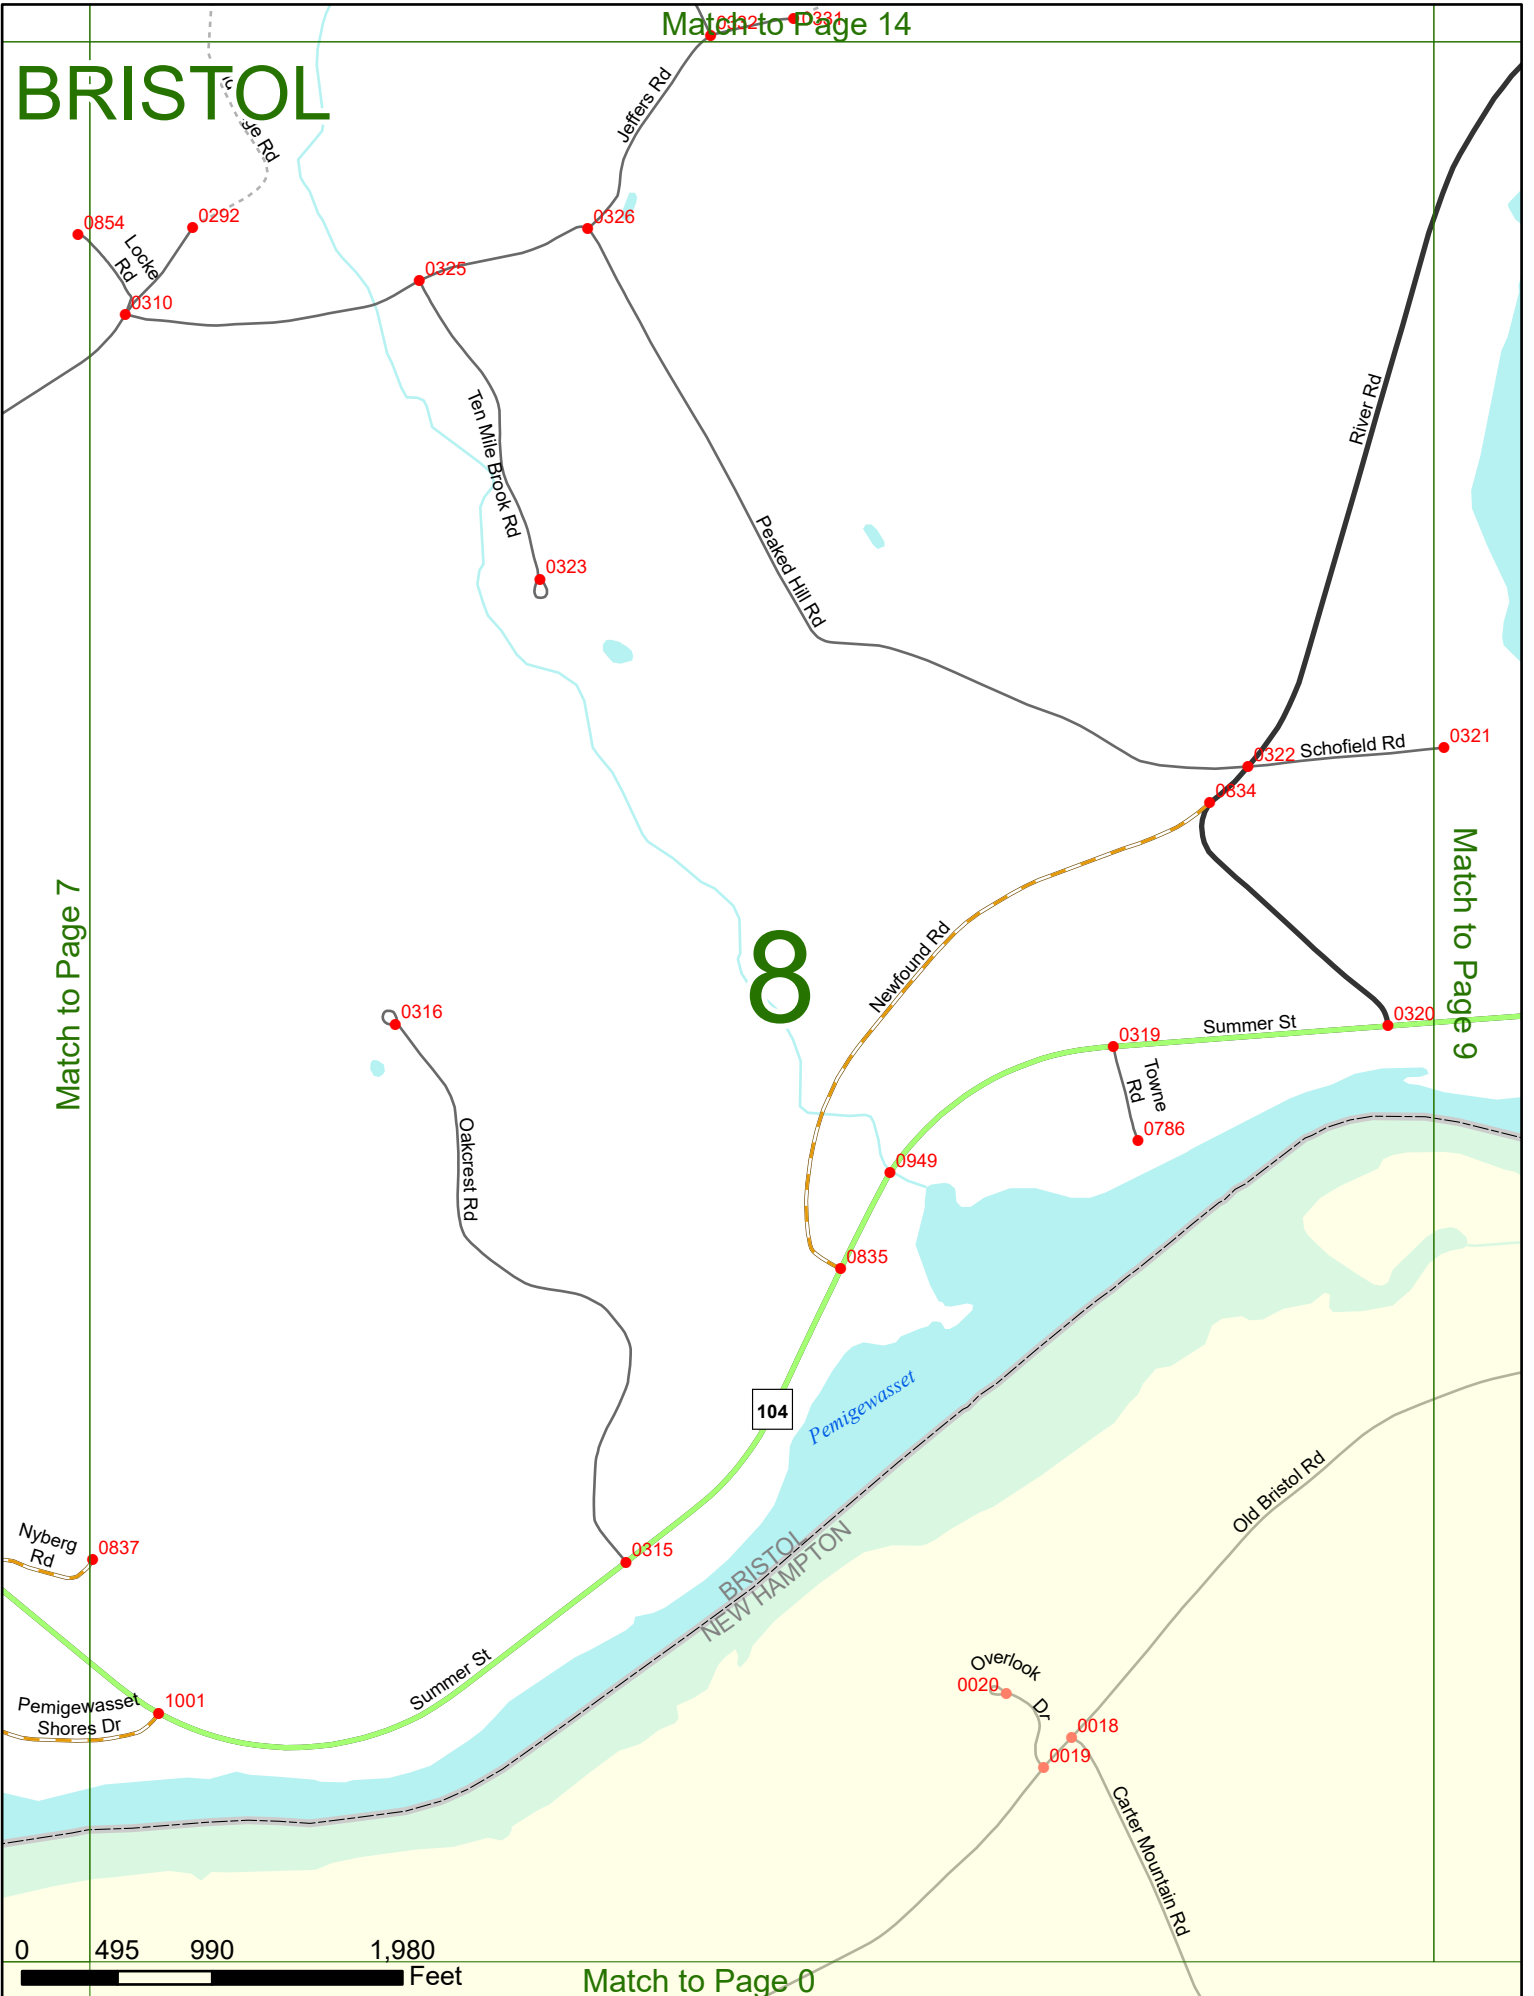 0332
0331
Match to Page 14
BRISTOL
Jeffers Rd
ge Rd
0854
0292
0326
Locke
Rd
0325
0310
River Rd
Ten Mile Brook Rd
Peaked Hill Rd
0323
0322
Schofield Rd
0321
0834
Match to Page 7
Match to Page 9
8
Newfound Rd
0316
0320
Summer St
0319
Towne
Rd
0786
Oakcrest Rd
0949
0835
104
Pemigewasset
Old Bristol Rd
Nyberg
Rd
0837
0315
BRISTOL
NEW HAMPTON
Summer St
Overlook
Dr
0020
Pemigewasset
Shores Dr
1001
0018
0019
Carter Mountain Rd
0 495 990 1,980
Feet
Match to Page 0